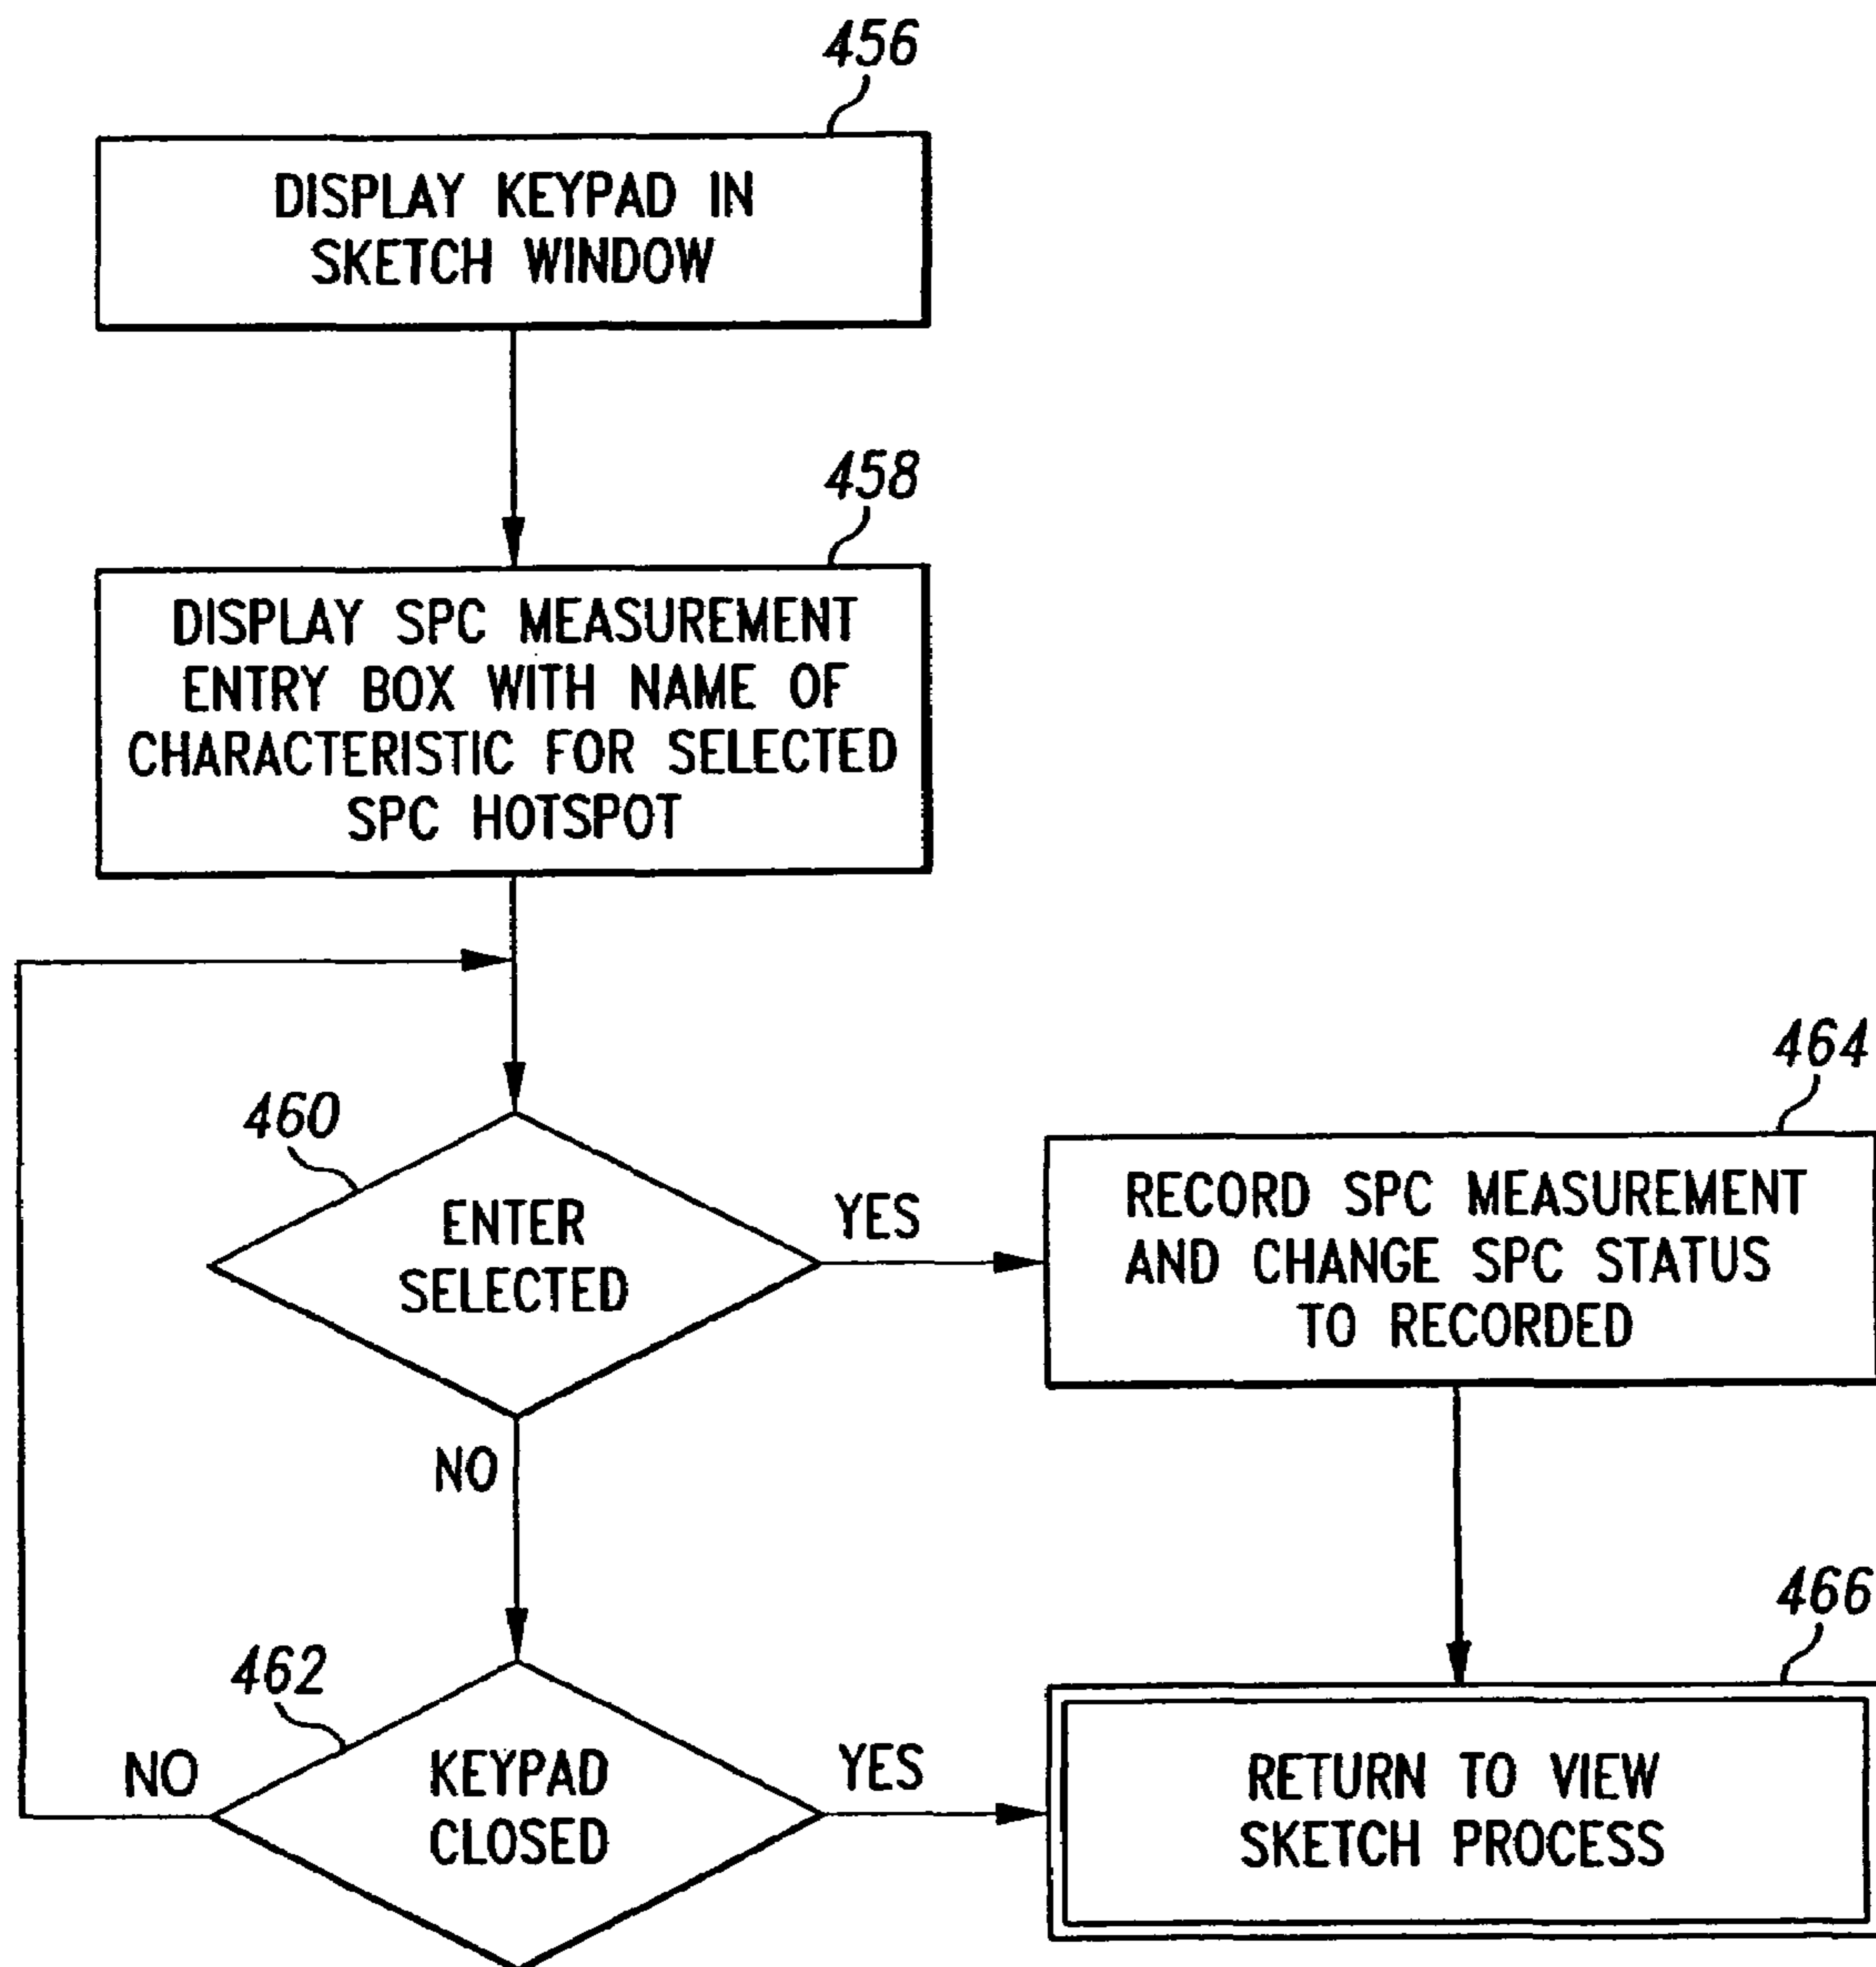 456
DISPLAY KEYPAD IN
SKETCH WINDOW
458
DISPLAY SPC MEASUREMENT
ENTRY BOX WITH NAME OF
CHARACTERISTIC FOR SELECTED
SPC HOTSPOT
460
ENTER
SELECTED
YES
NO
464
RECORD SPC MEASUREMENT
AND CHANGE SPC STATUS
TO RECORDED
462
KEYPAD
CLOSED
NO
YES
466
RETURN TO VIEW
SKETCH PROCESS